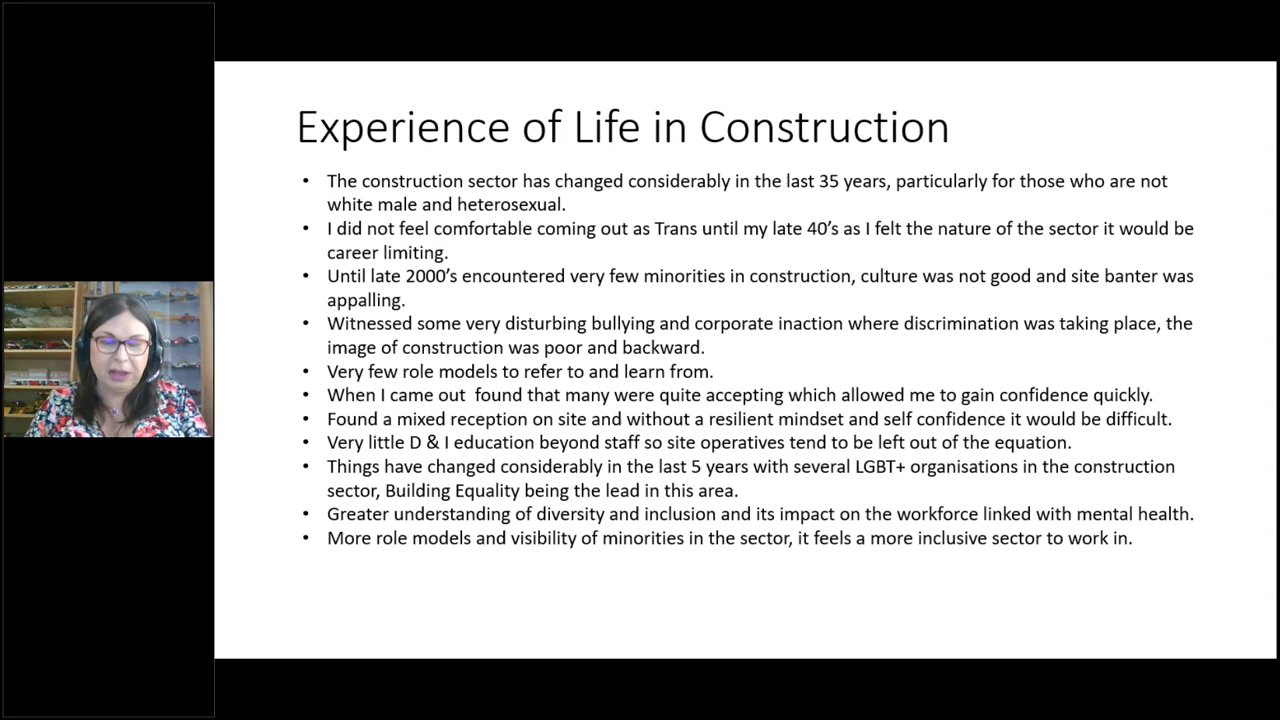 Experience of Life in Construction
• The construction sector has changed considerably in the last 35 years, particularly for those who are not
white male and heterosexual.
• I did not feel comfortable coming out as Trans until my late 40’s as I felt the nature of the sector it would be
career limiting.
• Until late 2000’s encountered very few minorities in construction, culture was not good and site banter was
appalling.
• Witnessed some very disturbing bullying and corporate inaction where discrimination was taking place, the
image of construction was poor and backward.
• Very few role models to refer to and learn from.
• When I came out  found that many were quite accepting which allowed me to gain confidence quickly.
• Found a mixed reception on site and without a resilient mindset and self confidence it would be difficult.
• Very little D & I education beyond staff so site operatives tend to be left out of the equation.
• Things have changed considerably in the last 5 years with several LGBT+ organisations in the construction
sector, Building Equality being the lead in this area.
• Greater understanding of diversity and inclusion and its impact on the workforce linked with mental health.
• More role models and visibility of minorities in the sector, it feels a more inclusive sector to work in.